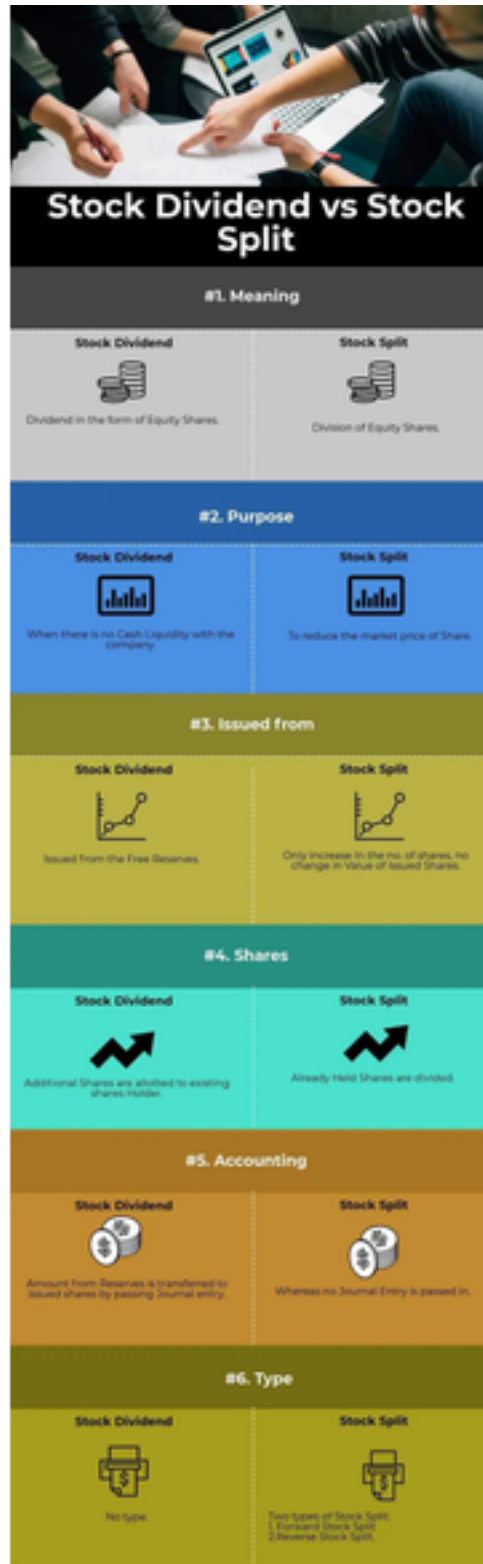 Stock Dividend vs Stock
Split
#1. Meaning
Stock Dividend
Dividend in the form of Equity Shares.
Stock Split
Division of Equity Shares.
#2. Purpose
Stock Dividend
When there is no Cash Liquidity with the
company.
Stock Split
To reduce the market price of Share.
#3. Issued from
Stock Dividend
Issued from the Free Reserves.
Stock Split
Only increase in the no. of shares, no
change in Value of Issued Shares.
#4. Shares
Stock Dividend
Additional Shares are allotted to existing
shares Holder.
Stock Split
Already Held Shares are divided.
#5. Accounting
Stock Dividend
Amount from Reserves is transferred to
issued shares by passing Journal entry.
Stock Split
Whereas no Journal Entry is passed in.
#6. Type
Stock Dividend
No type.
Stock Split
Two types of Stock Split:
1. Forward Stock Split
2.Reverse Stock Split.